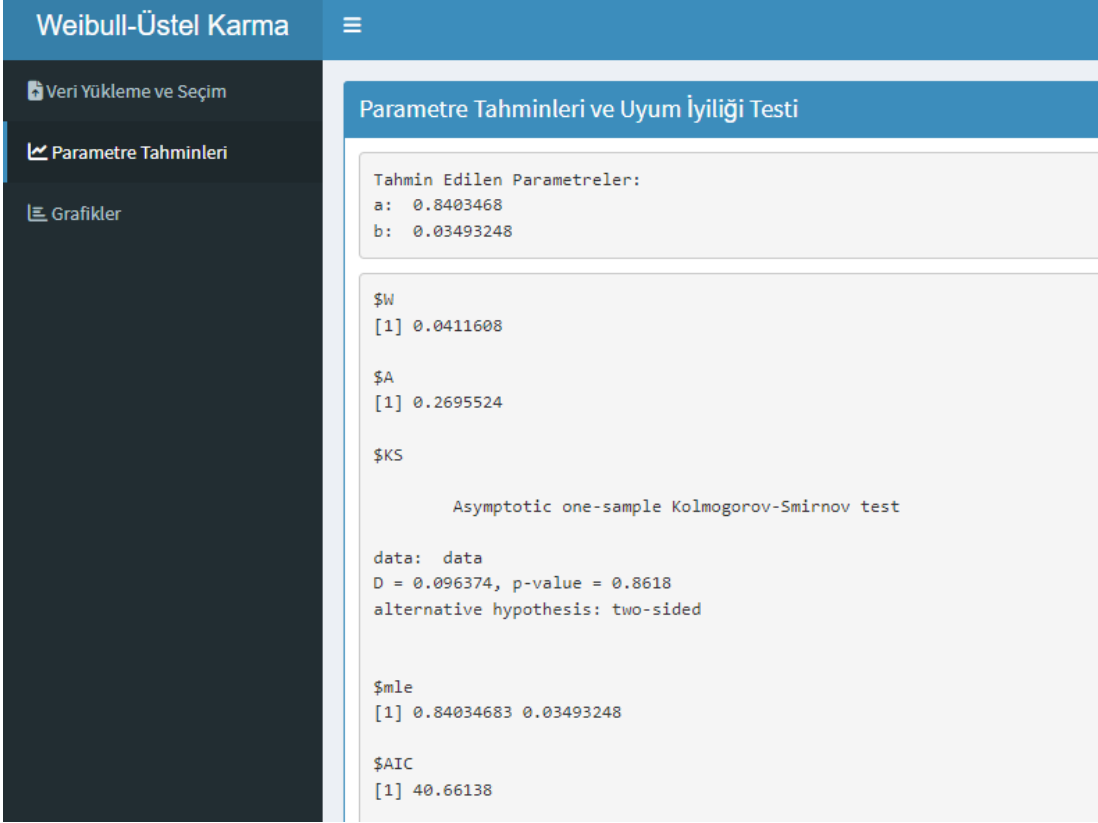 Weibull-Üstel Karma
Veri Yükleme ve Seçim
Parametre Tahminleri
Grafikler
Parametre Tahminleri ve Uyum İyiliği Testi
Tahmin Edilen Parametreler:
a:  0.8403468
b:  0.03493248
$W
[1] 0.0411608
$A
[1] 0.2695524
$KS
Asymptotic one-sample Kolmogorov-Smirnov test
data:  data
D = 0.096374, p-value = 0.8618
alternative hypothesis: two-sided
$mle
[1] 0.84034683 0.03493248
$AIC
[1] 40.66138